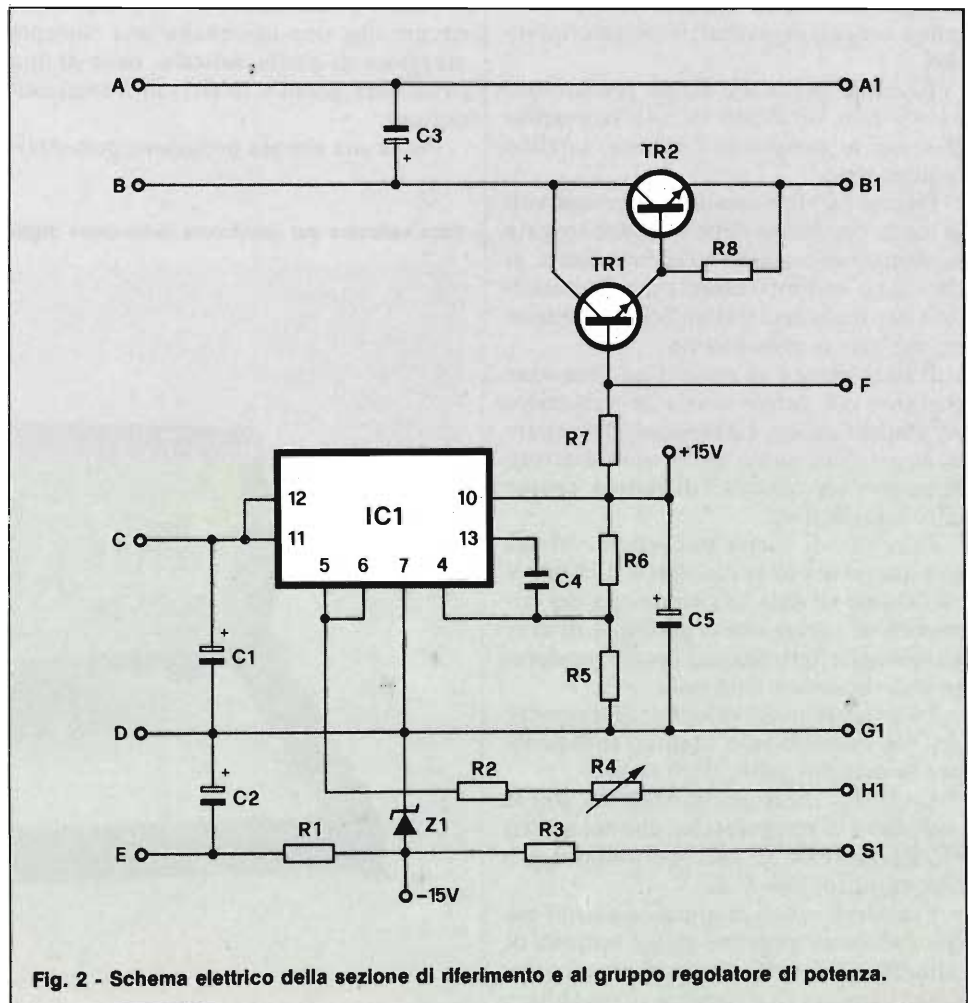 A
A1
C3
+
TR2
B
B1
R8
TR1
F
R7
+15V
12
10
IC1
C
11
13
5
6
7
4
C4
R6
+
C5
+
C1
R5
D
G1
+
C2
R2
R4
H1
R1
Z1
R3
E
S1
-15V
Fig. 2 - Schema elettrico della sezione di riferimento e al gruppo regolatore di potenza.